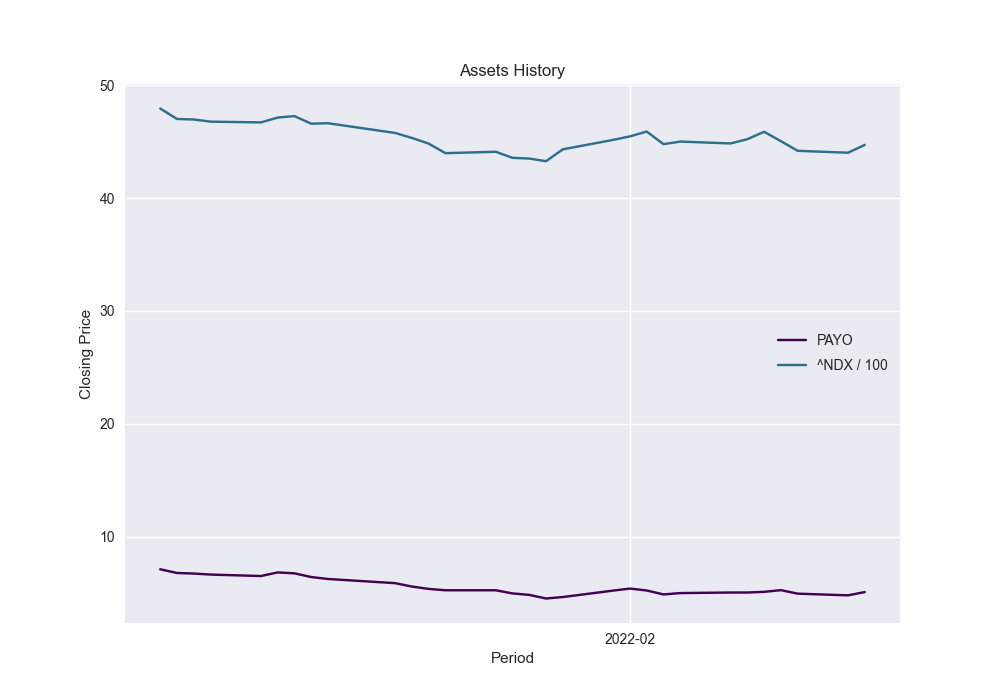 Assets History
50
40
30
20
10
Closing Price
PAYO
^NDX / 100
2022-02
Period